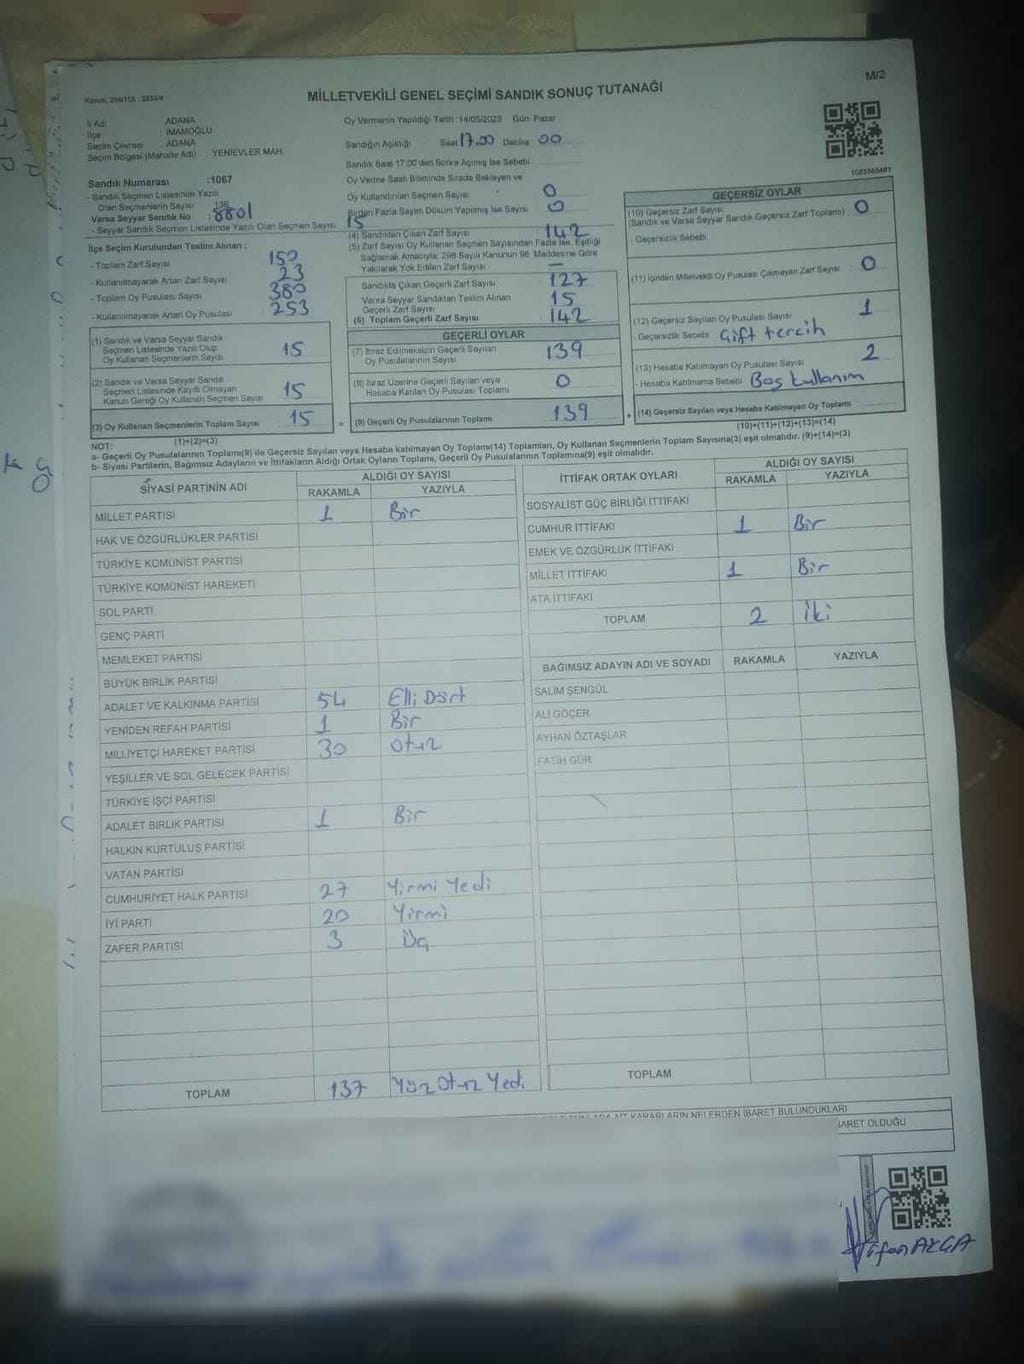 M/2
Kanun, 298/105 - 2839/4
MİLLETVEKİLİ GENEL SEÇİMİ SANDIK SONUÇ TUTANAĞI
İl Adı : ADANA
İlçe : İMAMOĞLU
Seçim Çevresi : ADANA
Seçim Bölgesi (Mahalle Adı) : YENİEVLER MAH.
Sandık Numarası : 1067
- Sandık Seçmen Listesinde Yazılı
Olan Seçmenlerin Sayısı : 136
Varsa Seyyar Sandık No : 8801
- Seyyar Sandık Seçmen Listesinde Yazılı Olan Seçmen Sayısı : 15
İlçe Seçim Kurulundan Teslim Alınan ;
- Toplam Zarf Sayısı 150
- Kullanılmayarak Artan Zarf Sayısı 23
- Toplam Oy Pusulası Sayısı 380
- Kullanılmayarak Artan Oy Pusulası 253
(1) Sandık ve Varsa Seyyar Sandık
Seçmen Listesinde Yazılı Olup
Oy Kullanan Seçmenlerin Sayısı 15
(2) Sandık ve Varsa Seyyar Sandık
Seçmen Listesinde Kayıtlı Olmayan
Kanun Gereği Oy Kullanan Seçmen Sayısı 15
(3) Oy Kullanan Seçmenlerin Toplam Sayısı 15
(1)+(2)=(3)
Oy Vermenin Yapıldığı Tarih :14/05/2023 Gün: Pazar
Sandığın Açıldığı Saat 17.00 Dakika 00
Sandık Saat 17:00'den Sonra Açılmış İse Sebebi
Oy Verme Saati Bitiminde Sırada Bekleyen ve
Oy Kullandırılan Seçmen Sayısı 0
Birden Fazla Sayım Döküm Yapılmış İse Sayısı 0
(4) Sandıktan Çıkan Zarf Sayısı 142
(5) Zarf Sayısı Oy Kullanan Seçmen Sayısından Fazla İse, Eşitliği
Sağlamak Amacıyla; 298 Sayılı Kanunun 98. Maddesine Göre
Yakılarak Yok Edilen Zarf Sayısı —
Sandıkta Çıkan Geçerli Zarf Sayısı 127
Varsa Seyyar Sandıktan Teslim Alınan
Geçerli Zarf Sayısı 15
(6) Toplam Geçerli Zarf Sayısı 142
GEÇERLİ OYLAR
(7) İtiraz Edilmeksizin Geçerli Sayılan
Oy Pusulalarının Sayısı 139
(8) İtiraz Üzerine Geçerli Sayılan veya
Hesaba Katılan Oy Pusulası Toplamı 0
= (9) Geçerli Oy Pusulalarının Toplamı 139 +
1083565481
GEÇERSİZ OYLAR
(10) Geçersiz Zarf Sayısı
(Sandık ve Varsa Seyyar Sandık Geçersiz Zarf Toplamı) 0
- Geçersizlik Sebebi
(11) İçinden Milletvekili Oy Pusulası Çıkmayan Zarf Sayısı 0
(12) Geçersiz Sayılan Oy Pusulası Sayısı 1
- Geçersizlik Sebebi Çift tercih
(13) Hesaba Katılmayan Oy Pusulası Sayısı 2
- Hesaba Katılmama Sebebi Boş kullanım
(14) Geçersiz Sayılan veya Hesaba Katılmayan Oy Toplamı
(10)+(11)+(12)+(13)=(14)
NOT:
a- Geçerli Oy Pusulalarının Toplamı(9) ile Geçersiz Sayılan veya Hesaba katılmayan Oy Toplamı(14) Toplamları, Oy Kullanan Seçmenlerin Toplam Sayısına(3) eşit olmalıdır. (9)+(14)=(3)
b- Siyasi Partilerin, Bağımsız Adayların ve İttifakların Aldığı Ortak Oyların Toplamı, Geçerli Oy Pusulalarının Toplamına(9) eşit olmalıdır.
SİYASİ PARTİNİN ADI ALDIĞI OY SAYISI
RAKAMLA YAZIYLA
MİLLET PARTİSİ 1 Bir
HAK VE ÖZGÜRLÜKLER PARTİSİ
TÜRKİYE KOMÜNİST PARTİSİ
TÜRKİYE KOMÜNİST HAREKETİ
SOL PARTİ
GENÇ PARTİ
MEMLEKET PARTİSİ
BÜYÜK BİRLİK PARTİSİ
ADALET VE KALKINMA PARTİSİ 54 Elli Dört
YENİDEN REFAH PARTİSİ 1 Bir
MİLLİYETÇİ HAREKET PARTİSİ 30 Otuz
YEŞİLLER VE SOL GELECEK PARTİSİ
TÜRKİYE İŞÇİ PARTİSİ
ADALET BİRLİK PARTİSİ 1 Bir
HALKIN KURTULUŞ PARTİSİ
VATAN PARTİSİ
CUMHURİYET HALK PARTİSİ 27 Yirmi Yedi
İYİ PARTİ 20 Yirmi
ZAFER PARTİSİ 3 Üç
TOPLAM 137 Yüz Otuz Yedi
İTTİFAK ORTAK OYLARI ALDIĞI OY SAYISI
RAKAMLA YAZIYLA
SOSYALİST GÜÇ BİRLİĞİ İTTİFAKI
CUMHUR İTTİFAKI 1 Bir
EMEK VE ÖZGÜRLÜK İTTİFAKI
MİLLET İTTİFAKI 1 Bir
ATA İTTİFAKI
TOPLAM 2 İki
BAĞIMSIZ ADAYIN ADI VE SOYADI RAKAMLA YAZIYLA
SALİM ŞENGÜL
ALİ GÖÇER
AYHAN ÖZTAŞLAR
FATİH GÜR
TOPLAM
AİT KARARLARIN NELERDEN İBARET BULUNDUKLARI
İBARET OLDUĞU